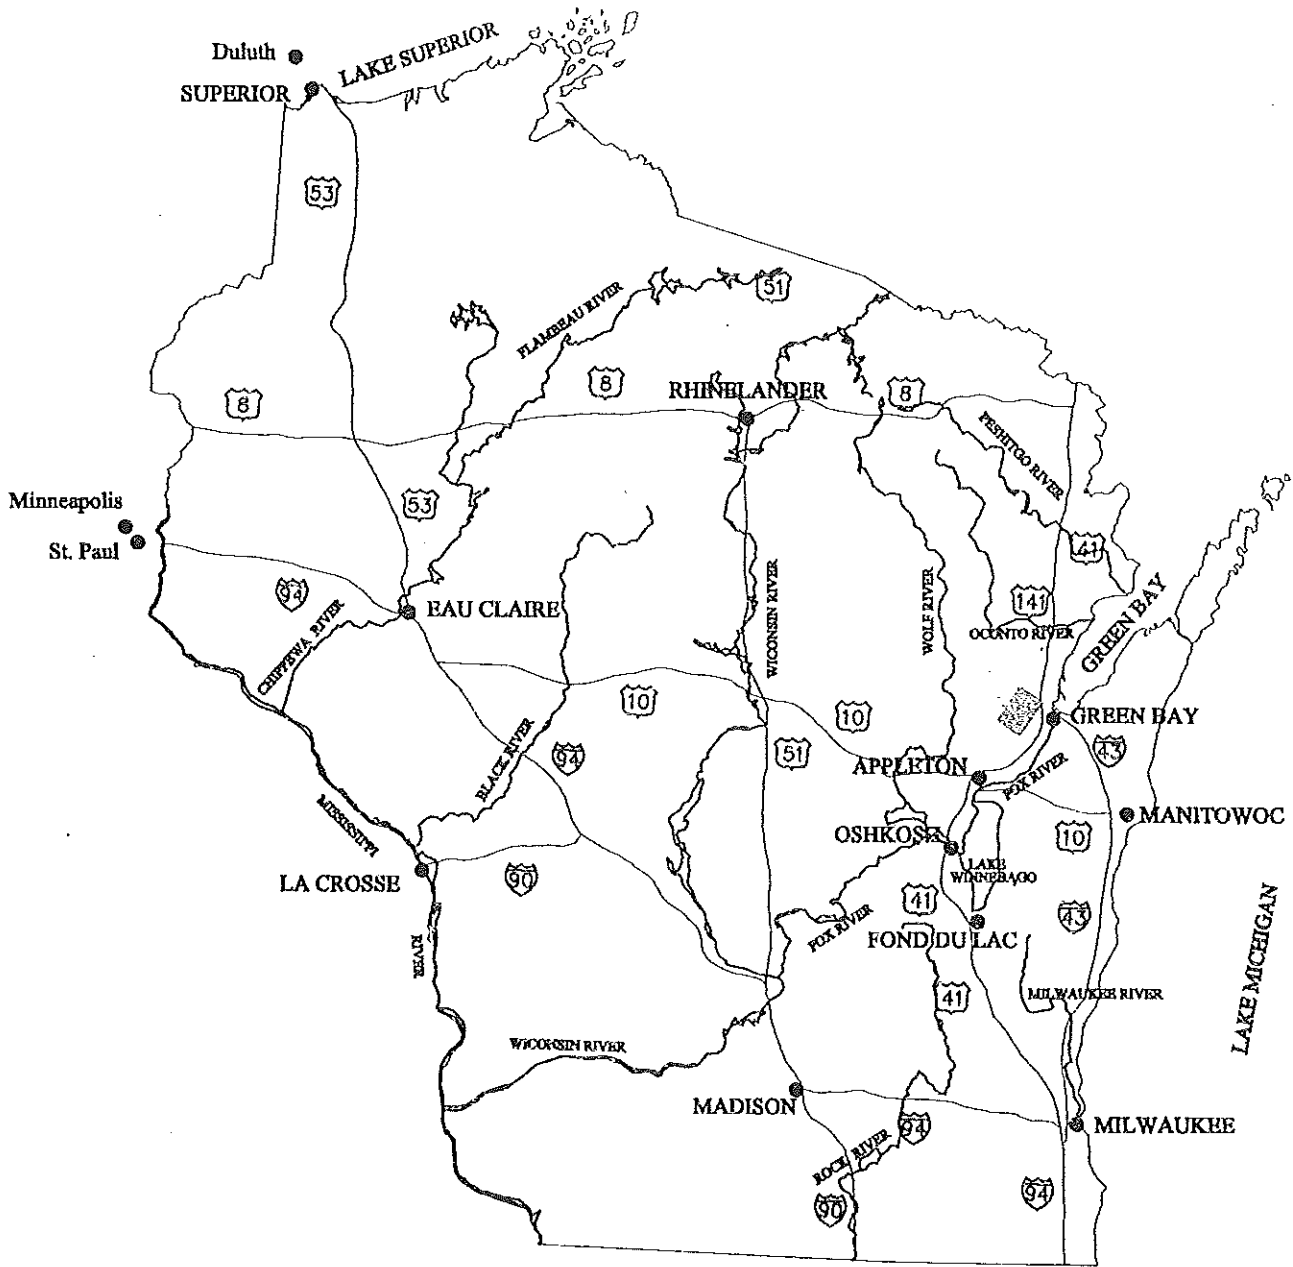 Duluth
LAKE SUPERIOR
SUPERIOR
53
51
FLAMBEAU RIVER
8
8
RHINELANDER
8
PESHITGO RIVER
Minneapolis
53
St. Paul
41
94
WICONSIN RIVER
WOLF RIVER
141
EAU CLAIRE
CHIPPEWA RIVER
OCONTO RIVER
GREEN BAY
10
10
GREEN BAY
BLACK RIVER
94
51
43
APPLETON
FOX RIVER
MISSISSIPPI
MANITOWOC
OSHKOSH
10
LAKE
WINNEBAGO
LA CROSSE
90
41
43
FOX RIVER
FOND DU LAC
LAKE MICHIGAN
RIVER
41
MILWAUKEE RIVER
WICONSIN RIVER
MADISON
94
MILWAUKEE
ROCK RIVER
90
94